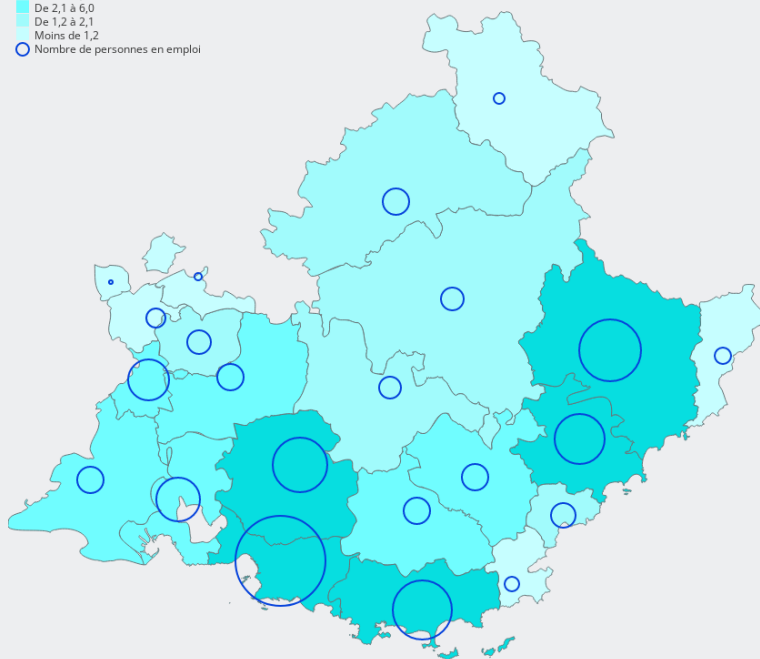 De 2,1 à 6,0
De 1,2 à 2,1
Moins de 1,2
Nombre de personnes en emploi